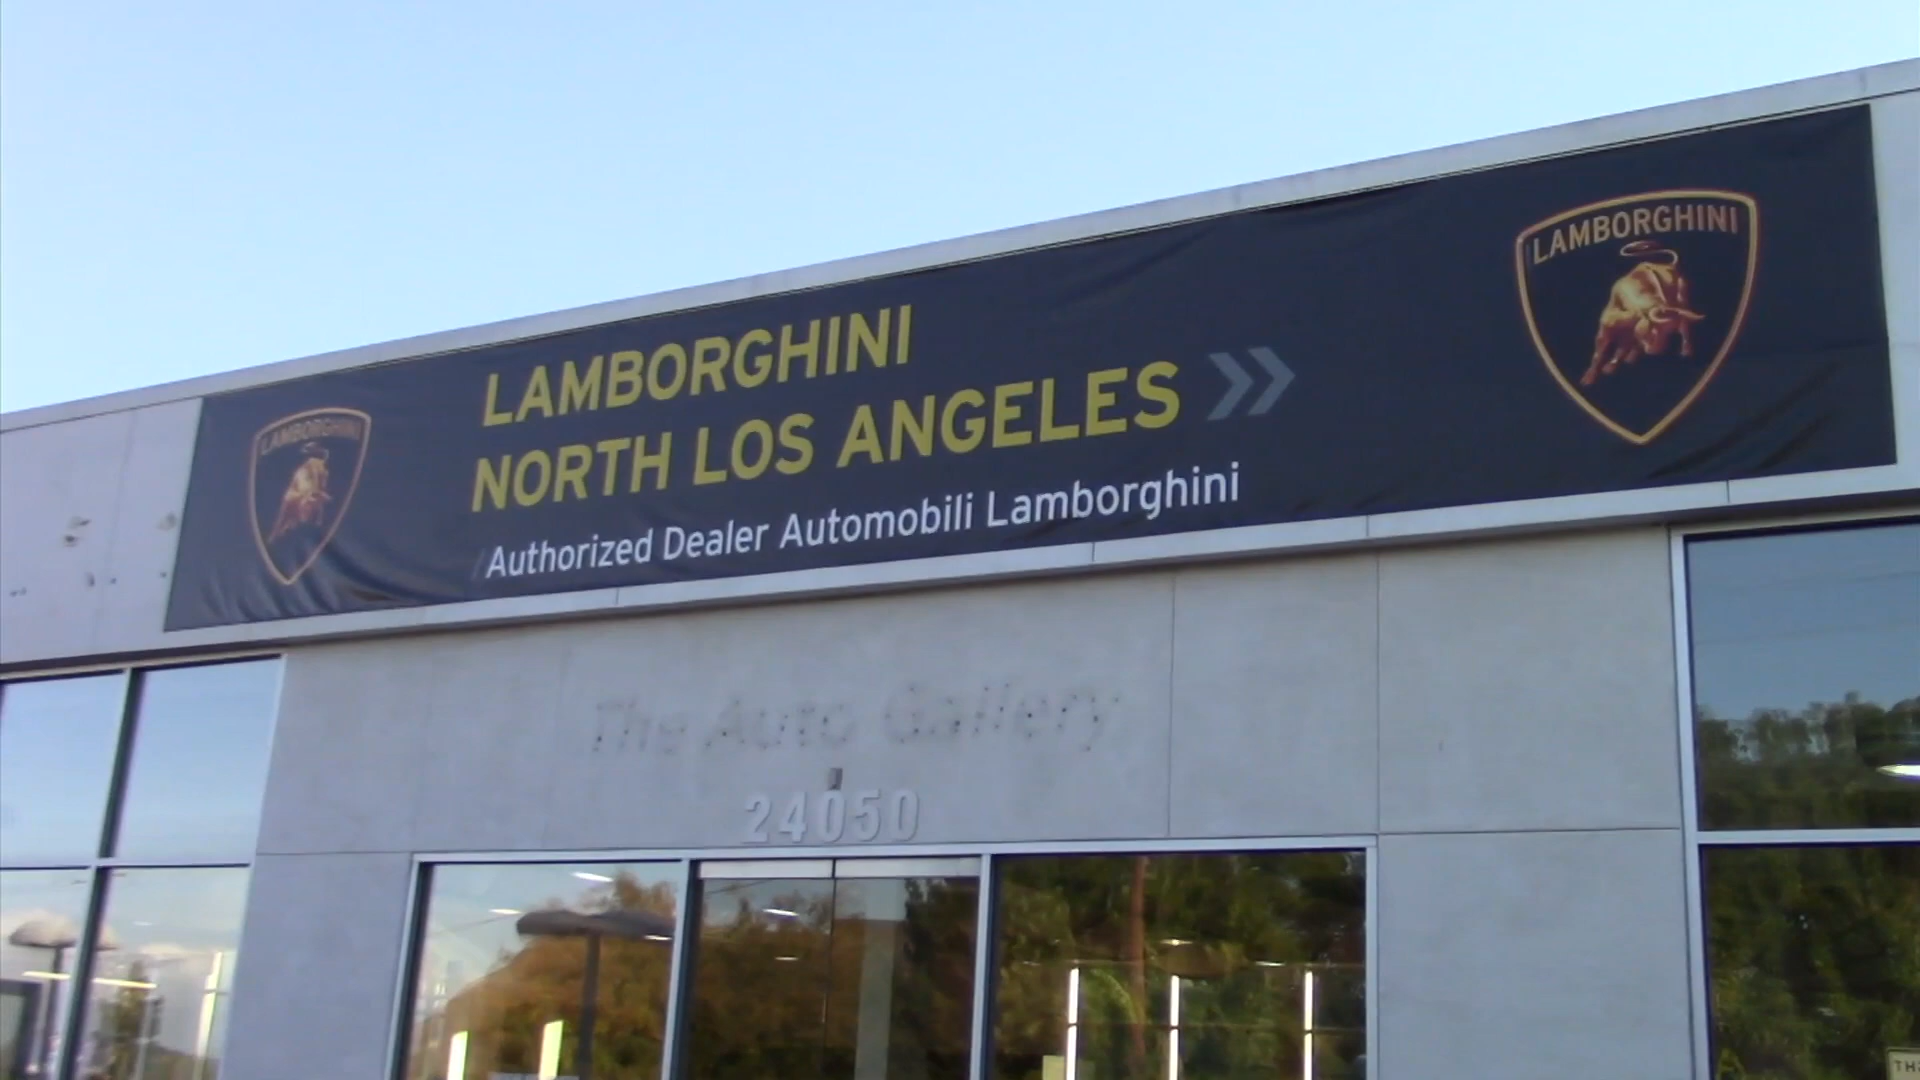 LAMBORGHINI
LAMBORGHINI
NORTH LOS ANGELES »
Authorized Dealer Automobili Lamborghini
LAMBORGHINI
The Auto Gallery
24050